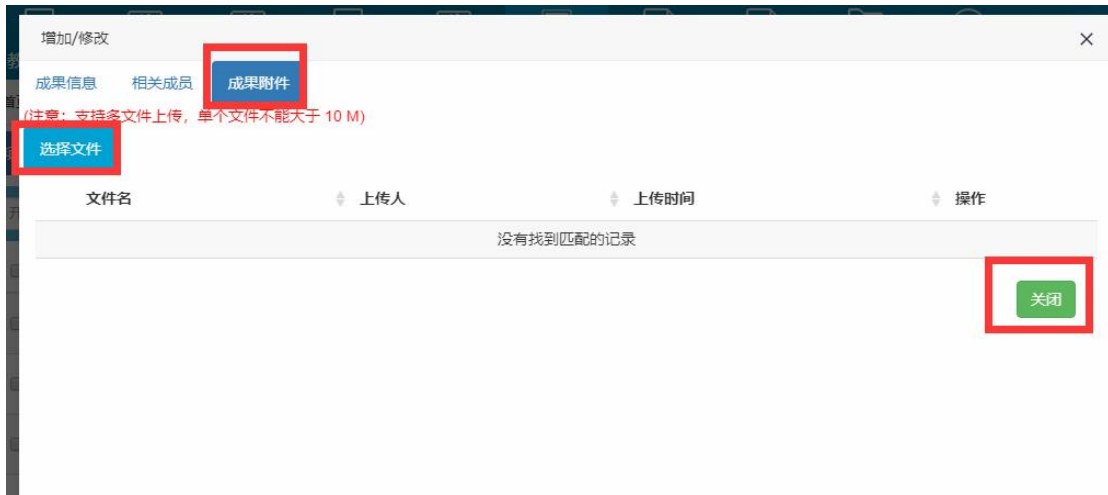 增加/修改
成果信息 相关成员 成果附件
(注意：支持多文件上传，单个文件不能大于 10 M)
选择文件
文件名 上传人 上传时间 操作
没有找到匹配的记录
关闭